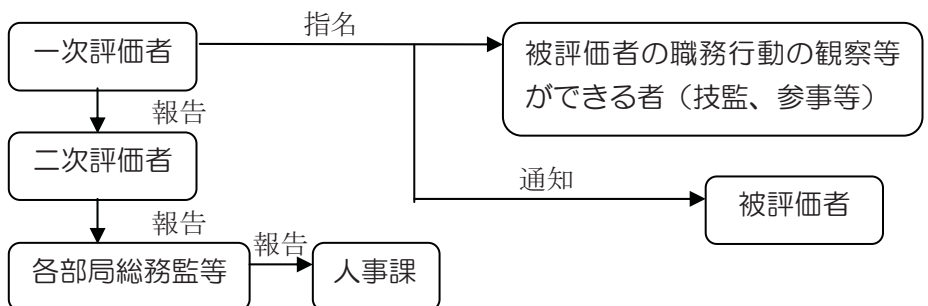 指名
一次評価者
被評価者の職務行動の観察等
ができる者（技監、参事等）
報告
二次評価者
通知
被評価者
報告
各部局総務監等
報告
人事課